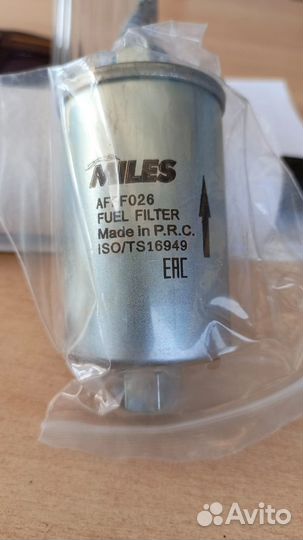 MILES
AFFF026
FUEL FILTER
Made in P.R.C.
ISO/TS16949
EAC
Avito